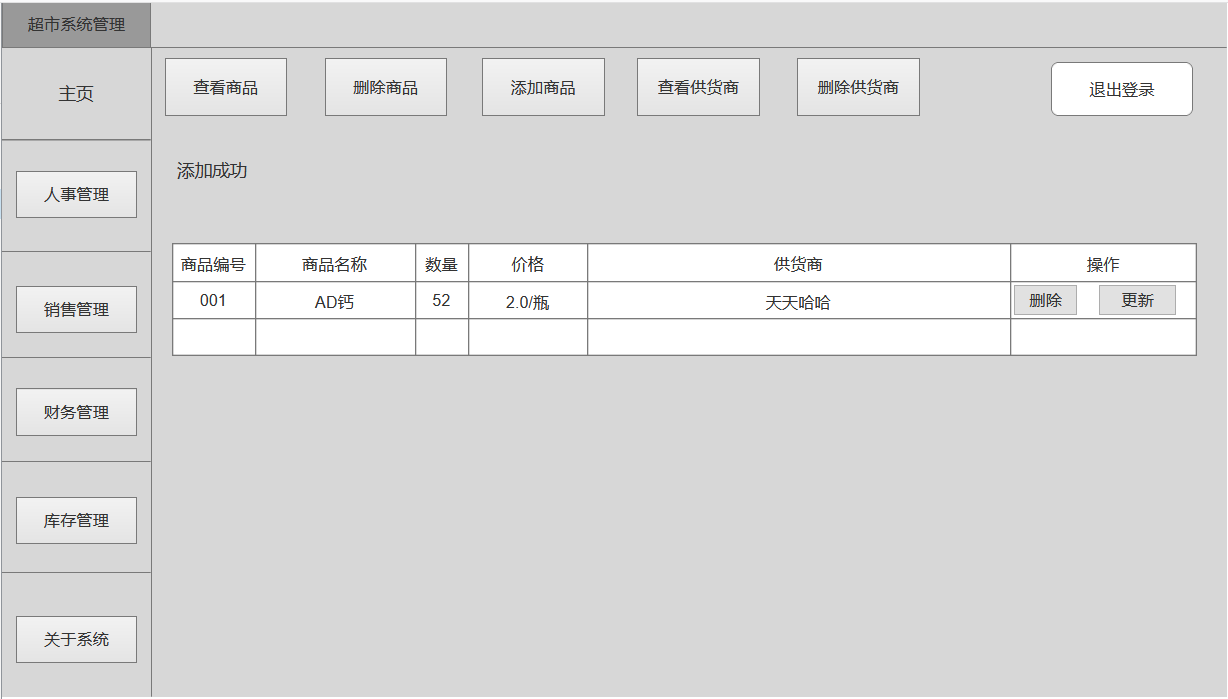 超市系统管理
主页
查看商品 删除商品 添加商品 查看供货商 删除供货商 退出登录
添加成功
人事管理
商品编号 商品名称 数量 价格 供货商 操作
001 AD钙 52 2.0/瓶 天天哈哈 删除 更新
销售管理
财务管理
库存管理
关于系统